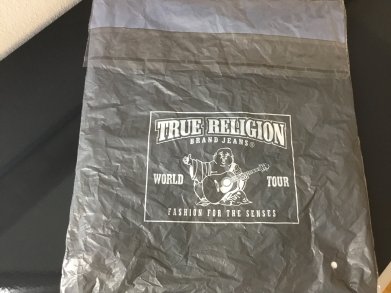 TRUE RELIGION
BRAND JEANS®
WORLD TOUR
FASHION FOR THE SENSES